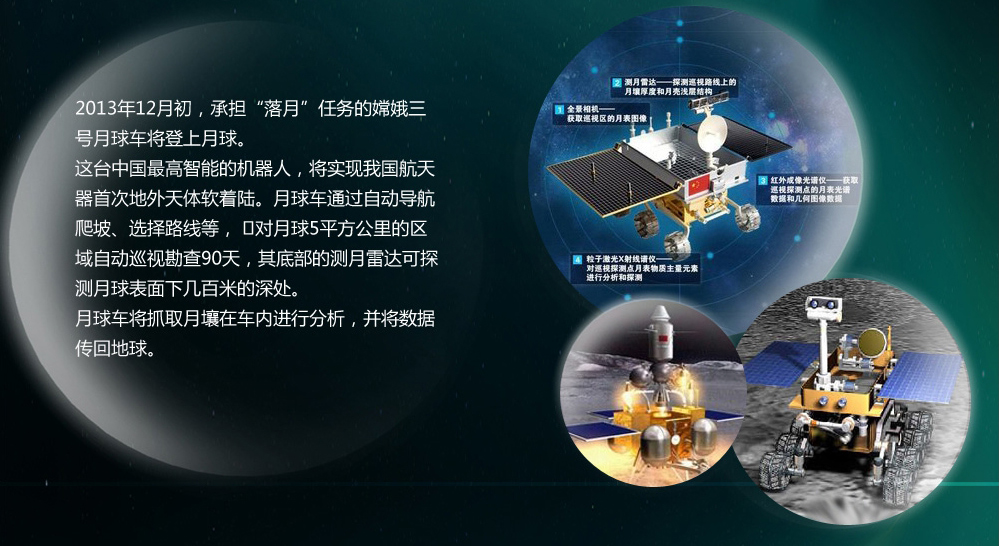 2013年12月初，承担“落月”任务的嫦娥三
号月球车将登上月球。
这台中国最高智能的机器人，将实现我国航天
器首次地外天体软着陆。月球车通过自动导航
爬坡、选择路线等，对月球5平方公里的区
域自动巡视勘查90天，其底部的测月雷达可探
测月球表面下几百米的深处。
月球车将抓取月壤在车内进行分析，并将数据
传回地球。
2 测月雷达——探测巡视路线上的
月壤厚度和月壳浅层结构
1 全景相机——
获取巡视区的月表图像
3 红外成像光谱仪——获取
巡视探测点的月表光谱
数据和几何图像数据
4 粒子激光X射线谱仪——
对巡视探测点月表物质主量元素
进行分析和探测